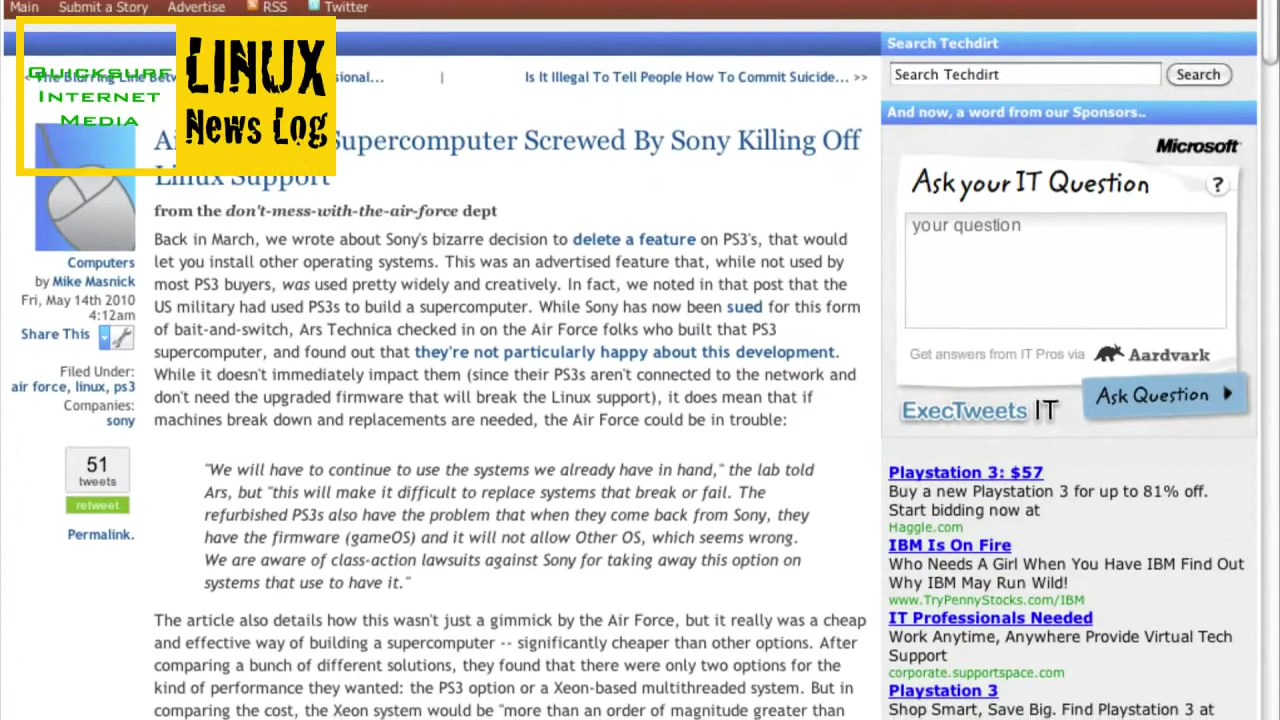 Main Submit a Story Advertise RSS Twitter
Quicksurf
Internet
Media
LINUX
News Log
< The Blurring Line Betw
sional...
|
Is It Illegal To Tell People How To Commit Suicide... >>
Ai
Supercomputer Screwed By Sony Killing Off
Linux Support
from the don't-mess-with-the-air-force dept
Computers
by Mike Masnick
Fri, May 14th 2010
4:12am
Share This
Filed Under:
air force, linux, ps3
Companies:
sony
51
tweets
retweet
Permalink.
Back in March, we wrote about Sony's bizarre decision to delete a feature on PS3's, that would
let you install other operating systems. This was an advertised feature that, while not used by
most PS3 buyers, was used pretty widely and creatively. In fact, we noted in that post that the
US military had used PS3s to build a supercomputer. While Sony has now been sued for this form
of bait-and-switch, Ars Technica checked in on the Air Force folks who built that PS3
supercomputer, and found out that they're not particularly happy about this development.
While it doesn't immediately impact them (since their PS3s aren't connected to the network and
don't need the upgraded firmware that will break the Linux support), it does mean that if
machines break down and replacements are needed, the Air Force could be in trouble:
"We will have to continue to use the systems we already have in hand," the lab told
Ars, but "this will make it difficult to replace systems that break or fail. The
refurbished PS3s also have the problem that when they come back from Sony, they
have the firmware (gameOS) and it will not allow Other OS, which seems wrong.
We are aware of class-action lawsuits against Sony for taking away this option on
systems that use to have it."
The article also details how this wasn't just a gimmick by the Air Force, but it really was a cheap
and effective way of building a supercomputer -- significantly cheaper than other options. After
comparing a bunch of different solutions, they found that there were only two options for the
kind of performance they wanted: the PS3 option or a Xeon-based multithreaded system. But in
comparing the cost, the Xeon system would be "more than an order of magnitude greater than
Search Techdirt
Search Techdirt
Search
And now, a word from our Sponsors..
Microsoft
Ask your IT Question
?
your question
Get answers from IT Pros via Aardvark
ExecTweets IT
Ask Question
Playstation 3: $57
Buy a new Playstation 3 for up to 81% off.
Start bidding now at
Haggle.com
IBM Is On Fire
Who Needs A Girl When You Have IBM Find Out
Why IBM May Run Wild!
www.TryPennyStocks.com/IBM
IT Professionals Needed
Work Anytime, Anywhere Provide Virtual Tech
Support
corporate.supportspace.com
Playstation 3
Shop Smart, Save Big. Find Playstation 3 at